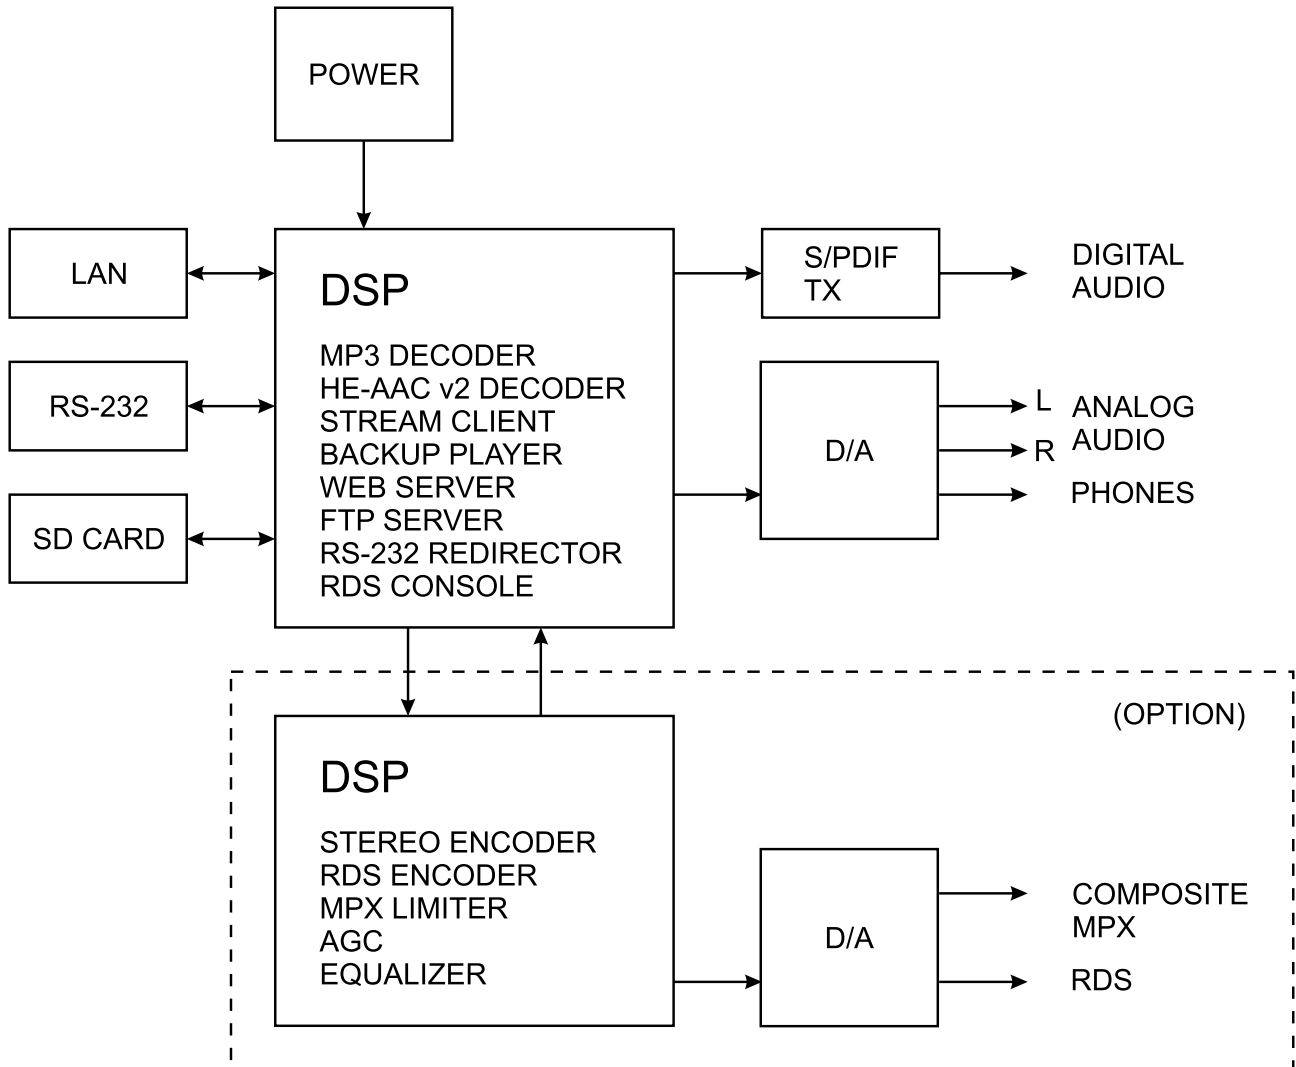 POWER
LAN
RS-232
SD CARD
DSP
MP3 DECODER
HE-AAC v2 DECODER
STREAM CLIENT
BACKUP PLAYER
WEB SERVER
FTP SERVER
RS-232 REDIRECTOR
RDS CONSOLE
S/PDIF
TX
DIGITAL
AUDIO
D/A
L
R
ANALOG
AUDIO
PHONES
(OPTION)
DSP
STEREO ENCODER
RDS ENCODER
MPX LIMITER
AGC
EQUALIZER
D/A
COMPOSITE
MPX
RDS